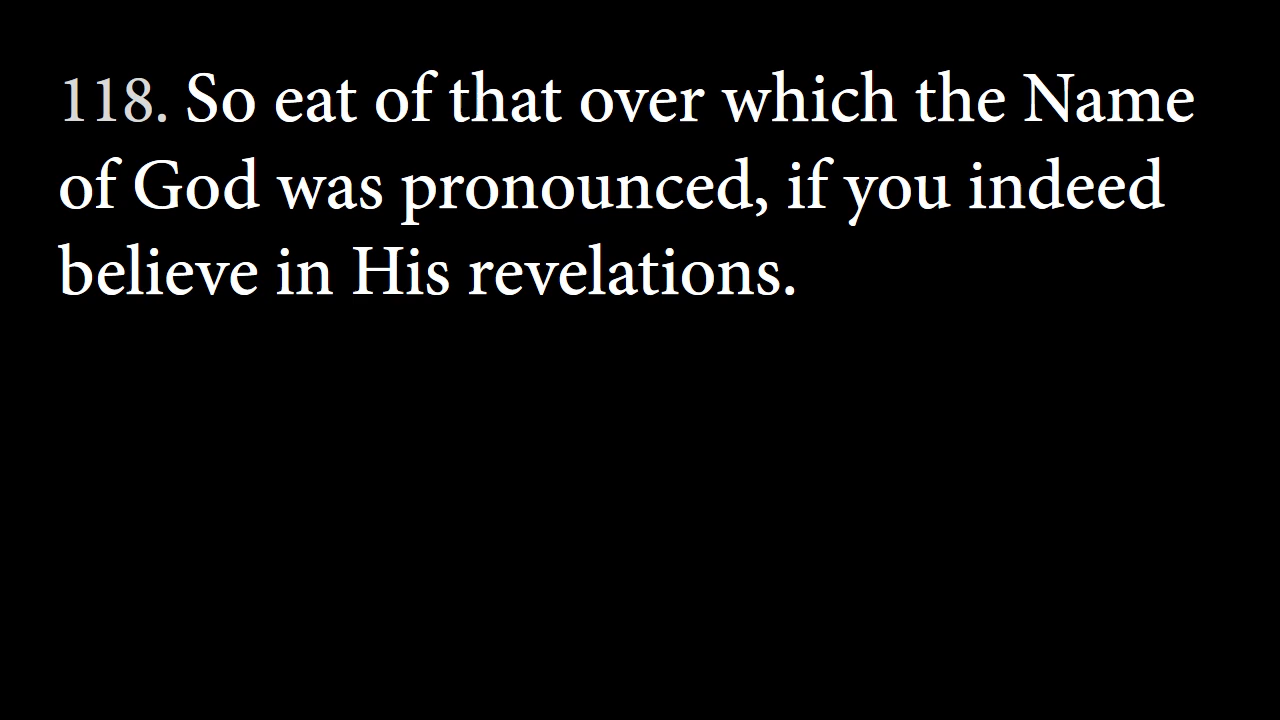 118. So eat of that over which the Name
of God was pronounced, if you indeed
believe in His revelations.